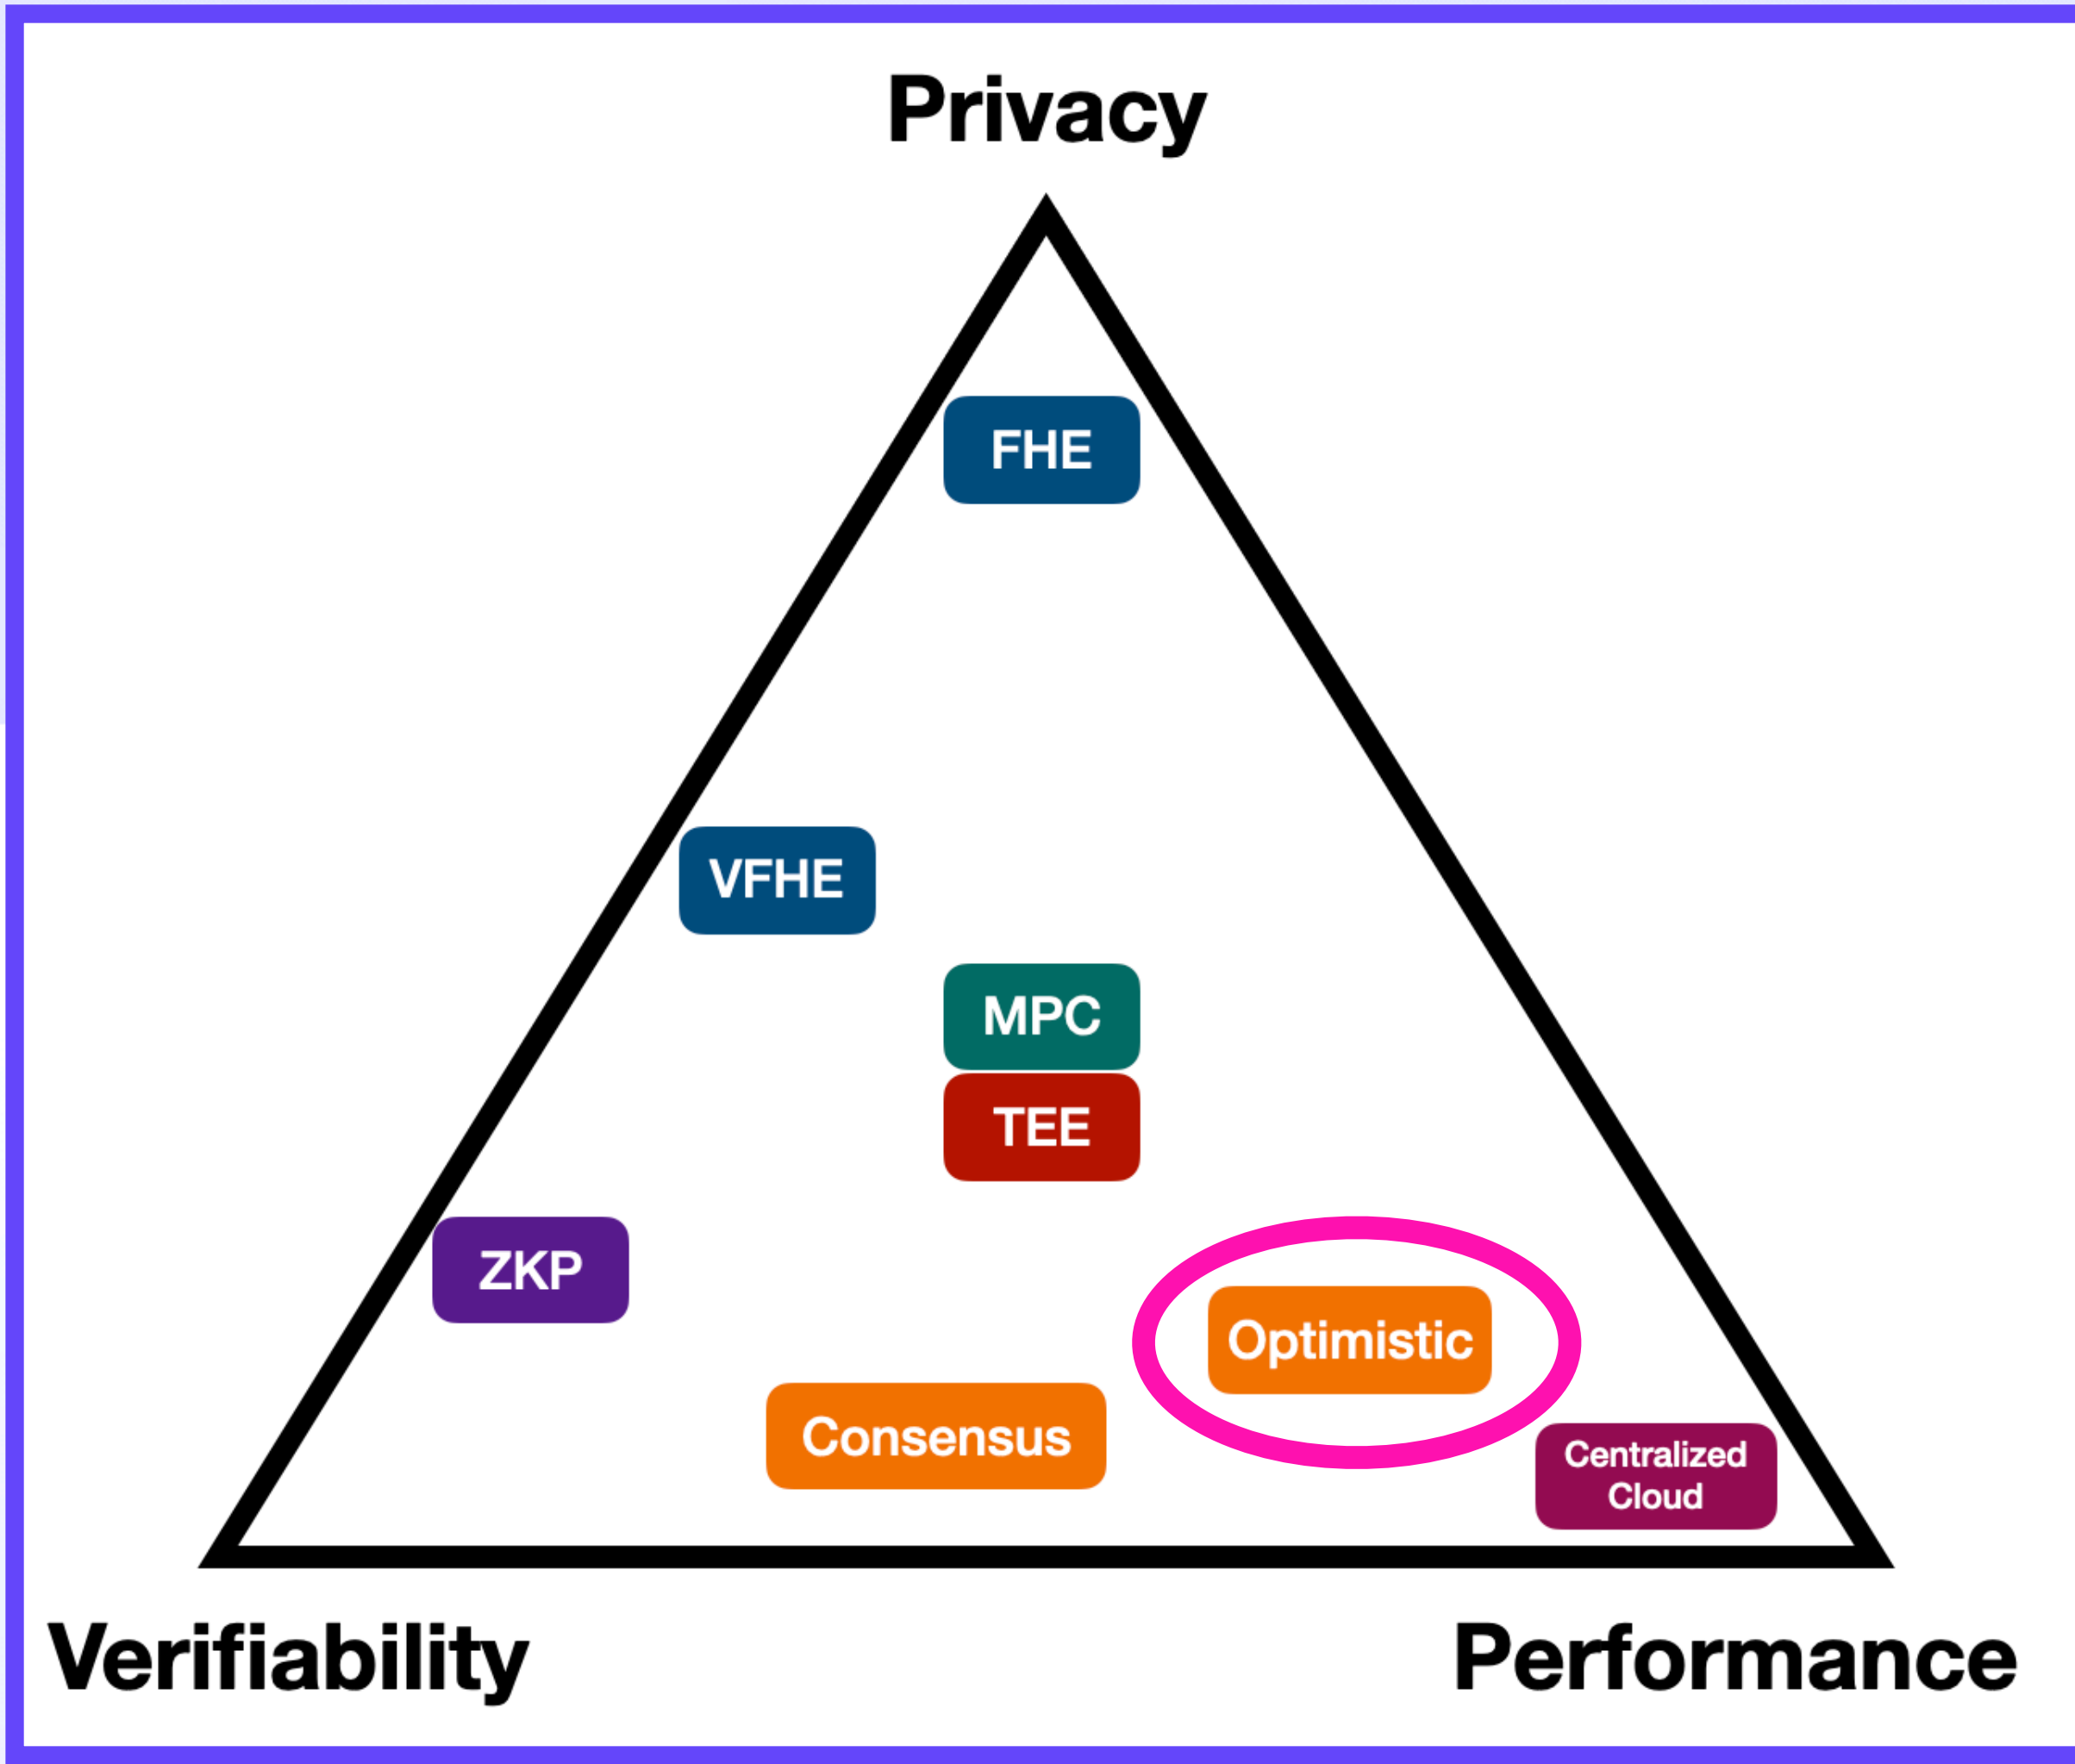 Privacy
FHE
VFHE
MPC
TEE
ZKP
Optimistic
Consensus
Centralized
Cloud
Verifiability
Performance